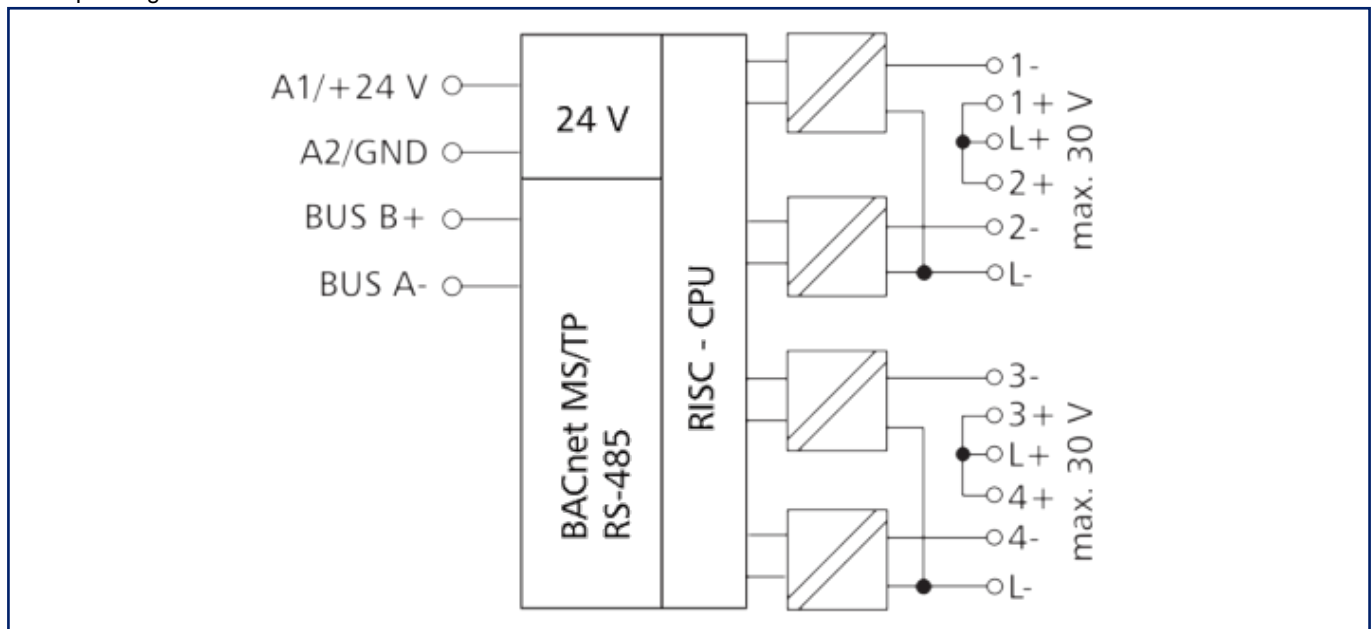 A1/+24 V
A2/GND
BUS B+
BUS A-
24 V
BACnet MS/TP
RS-485
RISC - CPU
1-
1+
L+
2+
2-
L-
max. 30 V
3-
3+
L+
4+
4-
L-
max. 30 V